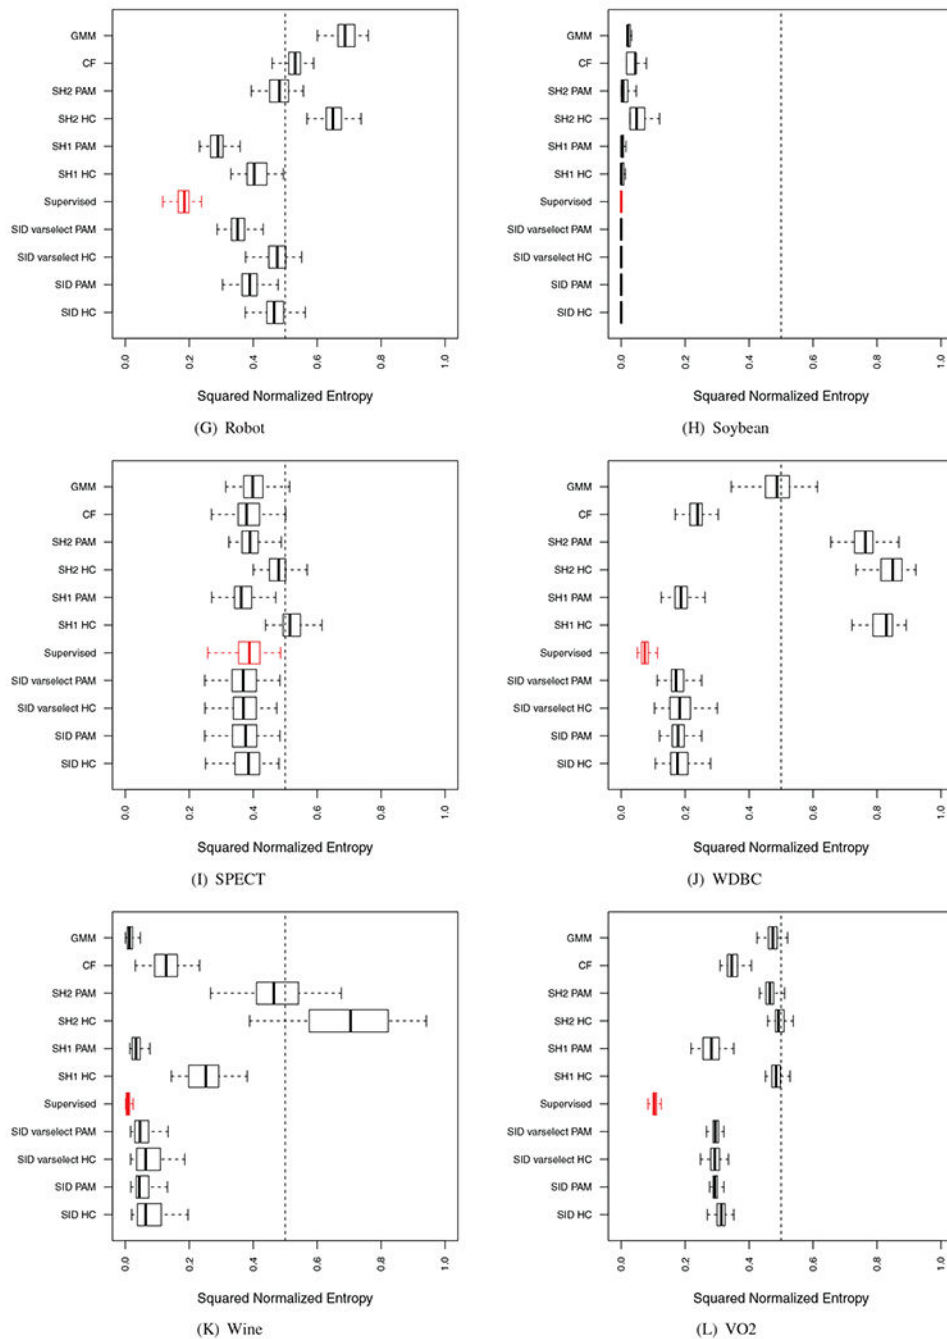 GMM
CF
SH2 PAM
SH2 HC
SH1 PAM
SH1 HC
Supervised
SID varselect PAM
SID varselect HC
SID PAM
SID HC
0.0 0.2 0.4 0.6 0.8 1.0
Squared Normalized Entropy
(G) Robot
GMM
CF
SH2 PAM
SH2 HC
SH1 PAM
SH1 HC
Supervised
SID varselect PAM
SID varselect HC
SID PAM
SID HC
0.0 0.2 0.4 0.6 0.8 1.0
Squared Normalized Entropy
(H) Soybean
GMM
CF
SH2 PAM
SH2 HC
SH1 PAM
SH1 HC
Supervised
SID varselect PAM
SID varselect HC
SID PAM
SID HC
0.0 0.2 0.4 0.6 0.8 1.0
Squared Normalized Entropy
(I) SPECT
GMM
CF
SH2 PAM
SH2 HC
SH1 PAM
SH1 HC
Supervised
SID varselect PAM
SID varselect HC
SID PAM
SID HC
0.0 0.2 0.4 0.6 0.8 1.0
Squared Normalized Entropy
(J) WDBC
GMM
CF
SH2 PAM
SH2 HC
SH1 PAM
SH1 HC
Supervised
SID varselect PAM
SID varselect HC
SID PAM
SID HC
0.0 0.2 0.4 0.6 0.8 1.0
Squared Normalized Entropy
(K) Wine
GMM
CF
SH2 PAM
SH2 HC
SH1 PAM
SH1 HC
Supervised
SID varselect PAM
SID varselect HC
SID PAM
SID HC
0.0 0.2 0.4 0.6 0.8 1.0
Squared Normalized Entropy
(L) VO2